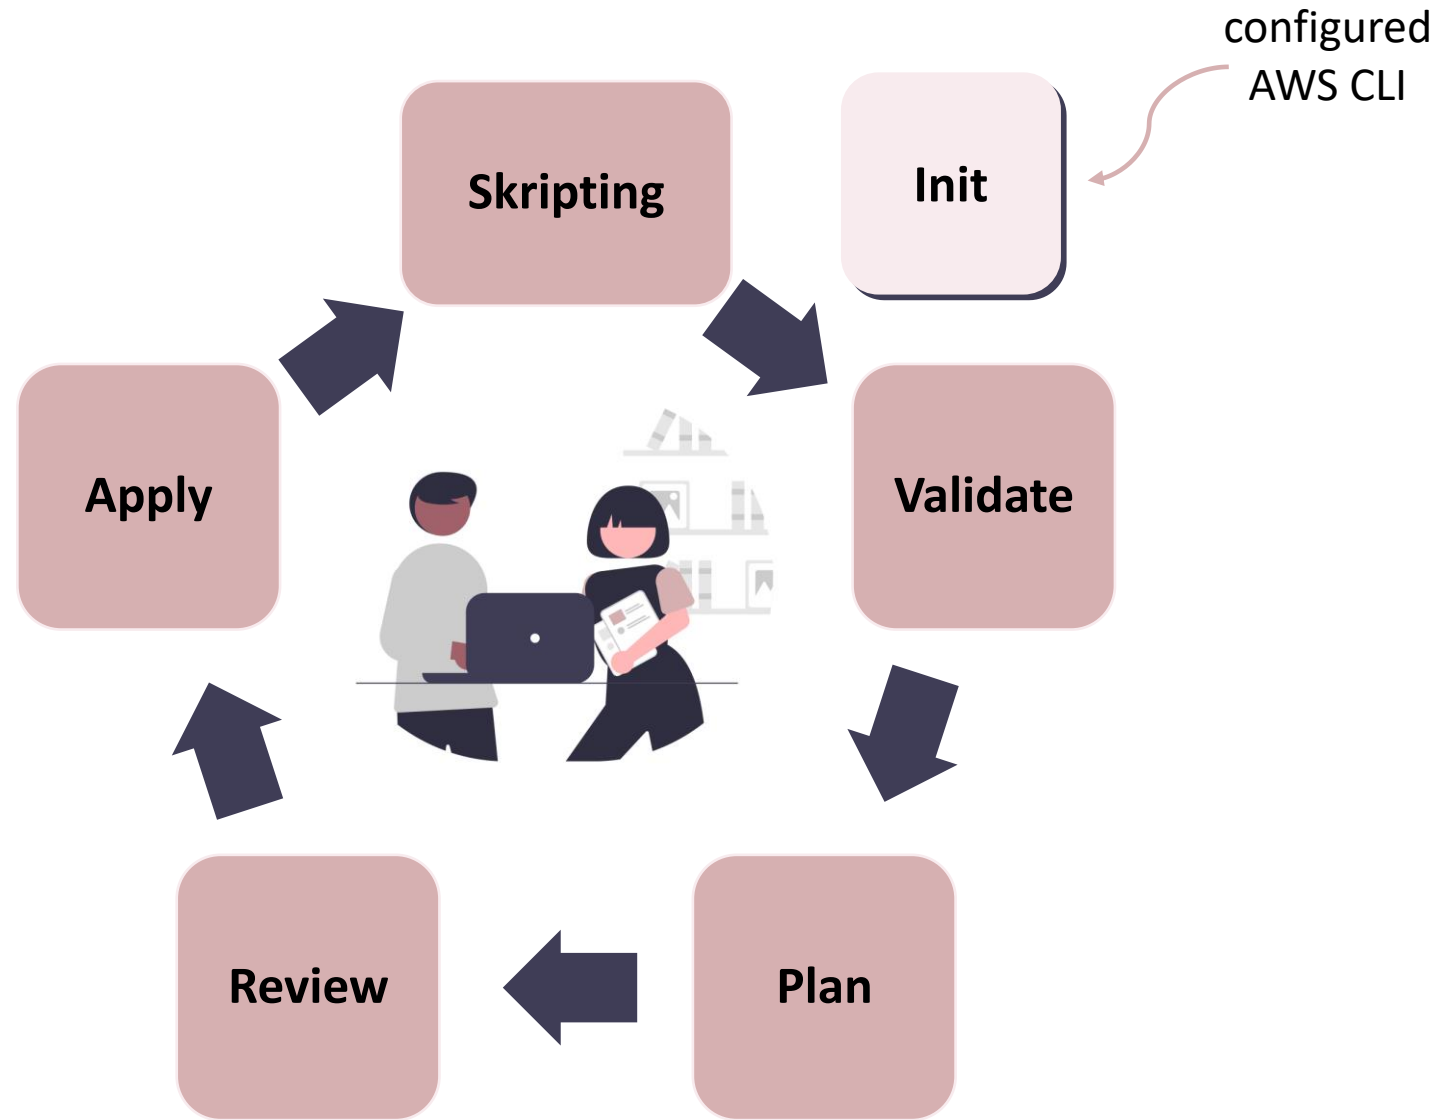 configured
AWS CLI
Skripting
Init
Apply
Validate
Review
Plan